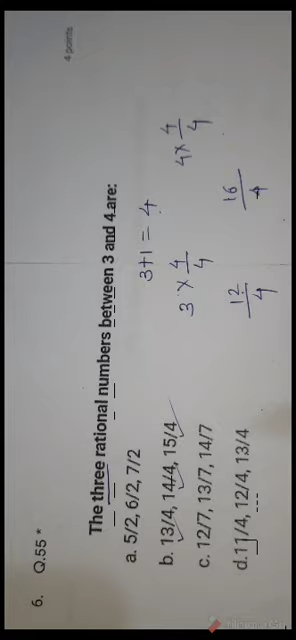 6. Q.55 *
4 points
The three rational numbers between 3 and 4 are:
a. 5/2, 6/2, 7/2
b. 13/4, 14/4, 15/4
c. 12/7, 13/7, 14/7
d.11/4, 12/4, 13/4
3+1 = 4
3 × 4/4
4 × 4/4
12/4
16/4